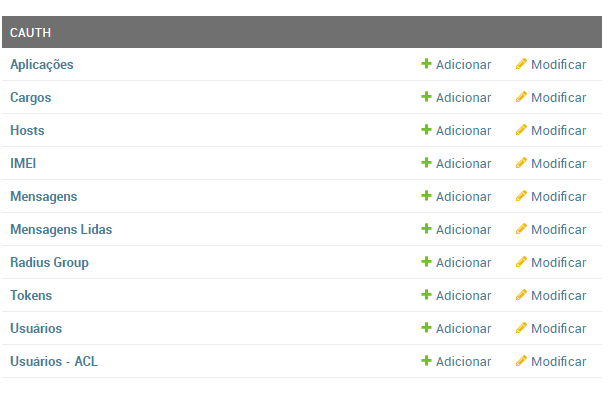 CAUTH
Aplicações Adicionar Modificar
Cargos Adicionar Modificar
Hosts Adicionar Modificar
IMEI Adicionar Modificar
Mensagens Adicionar Modificar
Mensagens Lidas Adicionar Modificar
Radius Group Adicionar Modificar
Tokens Adicionar Modificar
Usuários Adicionar Modificar
Usuários - ACL Adicionar Modificar